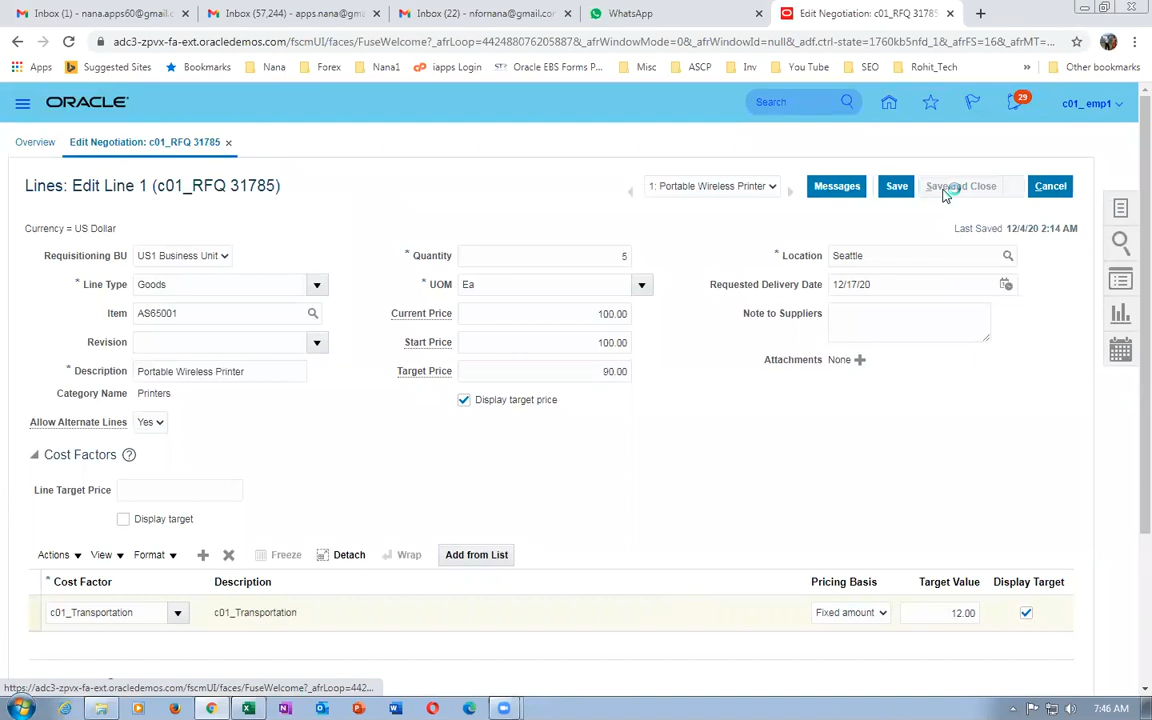 Inbox (1) - nana.apps60@gmail.c
Inbox (57,244) - apps.nana@gma
Inbox (22) - nfornana@gmail.com
WhatsApp
Edit Negotiation: c01_RFQ 31785
adc3-zpvx-fa-ext.oracledemos.com/fscmUI/faces/FuseWelcome?_afrLoop=442488076205887&_afrWindowMode=0&_afrWindowId=null&_adf.ctrl-state=1760kb5nfd_1&_afrFS=16&_afrMT=...
Apps Suggested Sites Bookmarks Nana Forex Nana1 iapps Login Oracle EBS Forms P... Misc ASCP Inv You Tube SEO Rohit_Tech » Other bookmarks
ORACLE Search 29 c01_ emp1
Overview Edit Negotiation: c01_RFQ 31785
Lines: Edit Line 1 (c01_RFQ 31785) 1: Portable Wireless Printer Messages Save Save and Close Cancel
Currency = US Dollar Last Saved 12/4/20 2:14 AM
Requisitioning BU US1 Business Unit * Quantity 5 * Location Seattle
* Line Type Goods * UOM Ea Requested Delivery Date 12/17/20
Item AS65001 Current Price 100.00 Note to Suppliers
Revision Start Price 100.00
Attachments None
* Description Portable Wireless Printer Target Price 90.00
Category Name Printers Display target price
Allow Alternate Lines Yes
Cost Factors
Line Target Price
Display target
Actions View Format Freeze Detach Wrap Add from List
* Cost Factor Description Pricing Basis Target Value Display Target
c01_Transportation c01_Transportation Fixed amount 12.00
https://adc3-zpvx-fa-ext.oracledemos.com/fscmUI/faces/FuseWelcome?_afrLoop=442...
7:46 AM